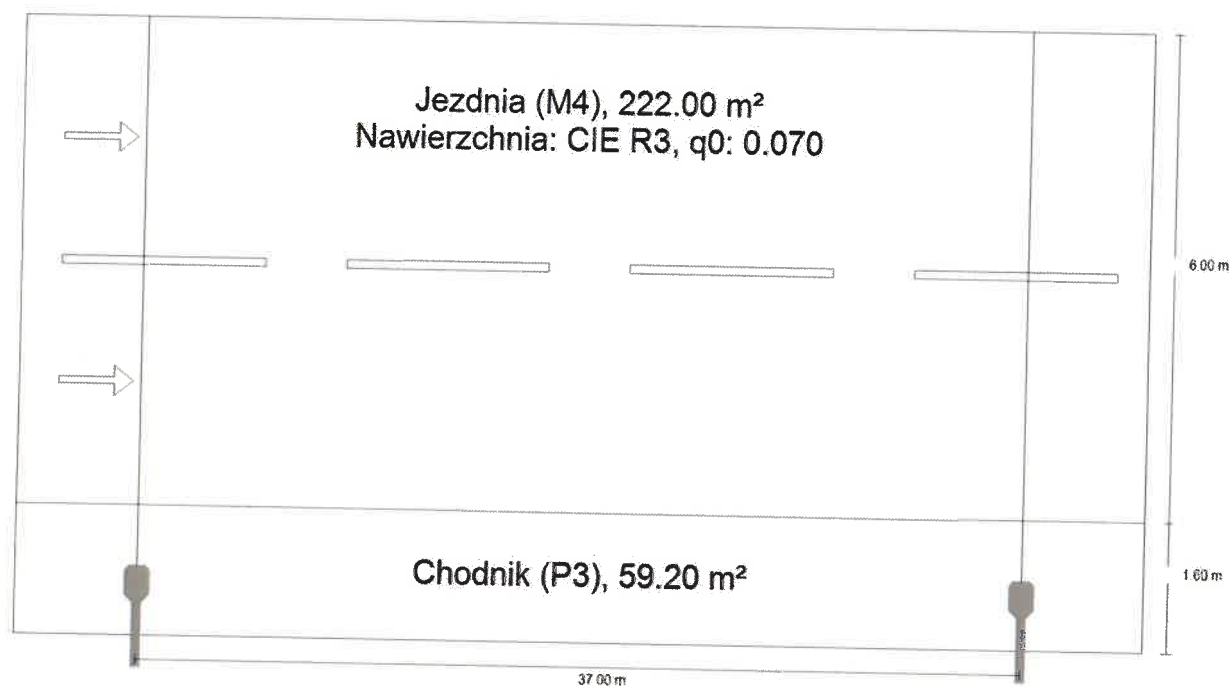 Jezdnia (M4), 222.00 m²
Nawierzchnia: CIE R3, q0: 0.070
6.00 m
Chodnik (P3), 59.20 m²
1.60 m
37.00 m